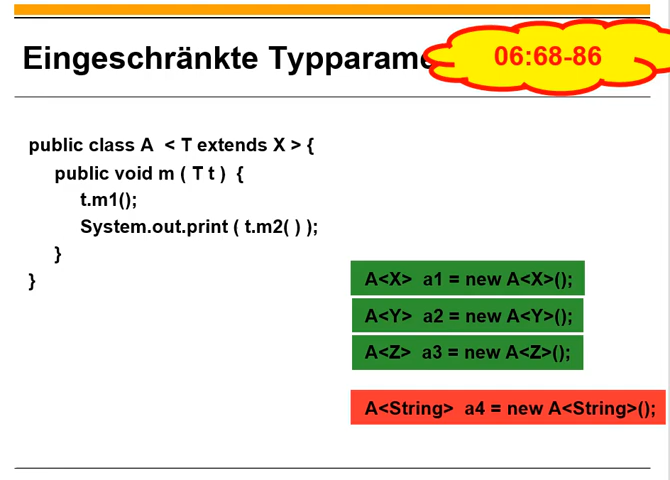 Eingeschränkte Typparame
06:68-86
public class A < T extends X > {
public void m ( T t ) {
t.m1();
System.out.print ( t.m2( ) );
}
}
A<X> a1 = new A<X>();
A<Y> a2 = new A<Y>();
A<Z> a3 = new A<Z>();
A<String> a4 = new A<String>();